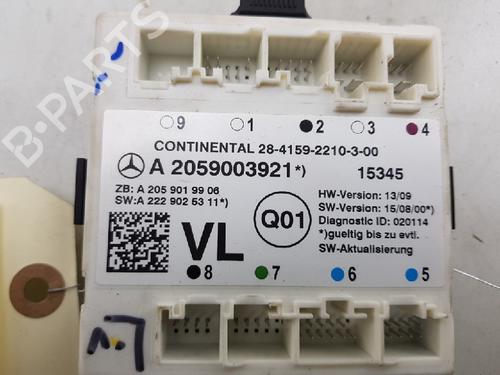 B-PARTS
9 1 2 3 4
CONTINENTAL 28-4159-2210-3-00
A 2059003921*) 15345
ZB: A 205 901 99 06
SW: A 222 902 53 11*)
HW-Version: 13/09
SW-Version: 15/08/00*)
Diagnostic ID: 020114
*)gueltig bis zu evtl.
SW-Aktualisierung
VL
Q01
8 7 6 5